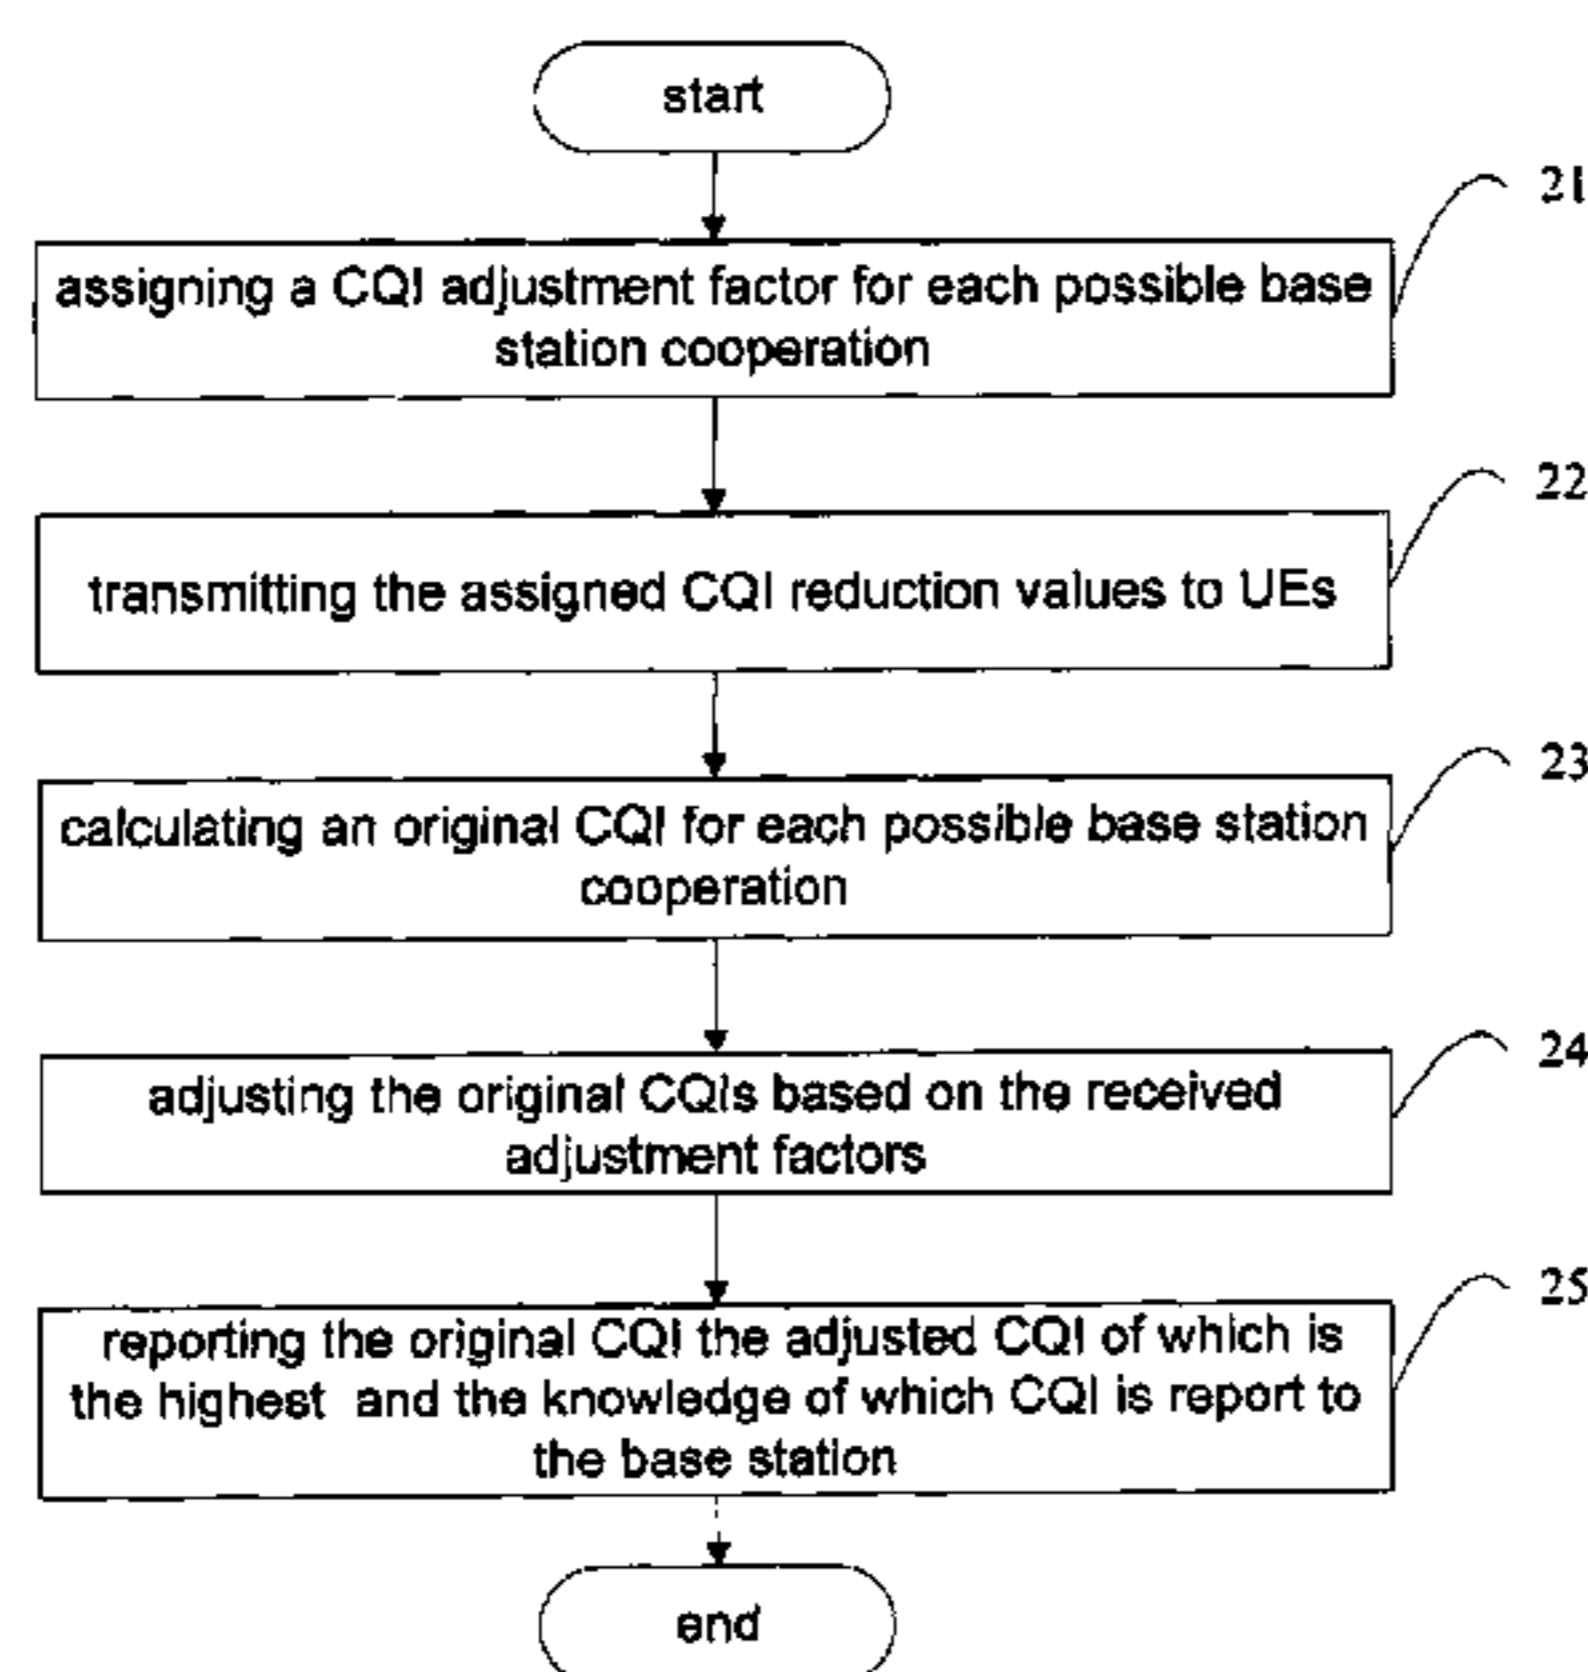 start
21
assigning a CQI adjustment factor for each possible base
station cooperation
22
transmitting the assigned CQI reduction values to UEs
23
calculating an original CQI for each possible base station
cooperation
24
adjusting the original CQIs based on the received
adjustment factors
25
reporting the original CQI the adjusted CQI of which is
the highest and the knowledge of which CQI is report to
the base station
end